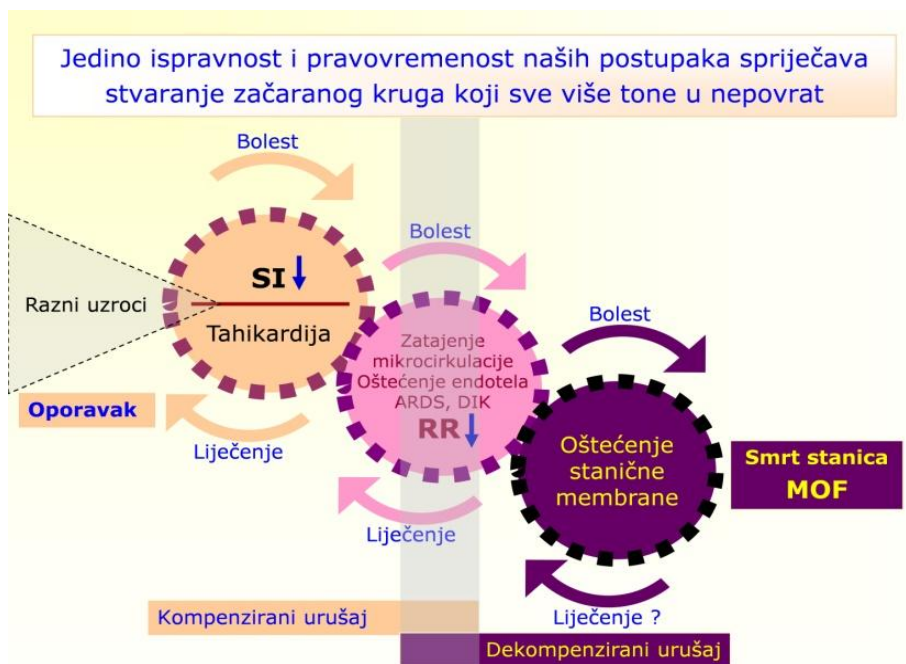 Jedino ispravnost i pravovremenost naših postupaka spriječava
stvaranje začaranog kruga koji sve više tone u nepovrat
Bolest
SI
Tahikardija
Razni uzroci
Oporavak
Liječenje
Bolest
Zatajenje
mikrocirkulacije
Oštećenje endotela
ARDS, DIK
RR
Liječenje
Bolest
Oštećenje
stanične
membrane
Smrt stanica
MOF
Liječenje ?
Kompenzirani urušaj
Dekompenzirani urušaj